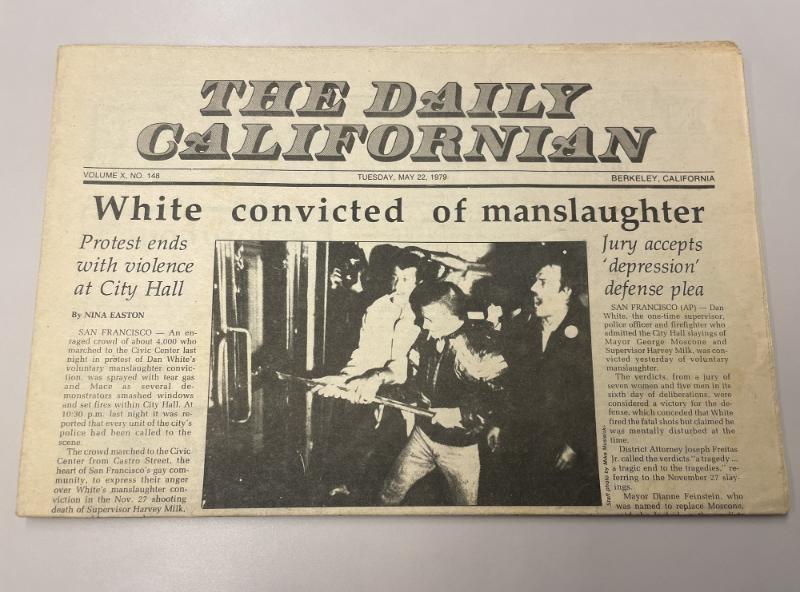 THE DAILY
CALIFORNIAN
VOLUME X, NO. 148
TUESDAY, MAY 22, 1979
BERKELEY, CALIFORNIA
White convicted of manslaughter
Protest ends
with violence
at City Hall
By NINA EASTON
SAN FRANCISCO — An en-
raged crowd of about 4,000 who
marched to the Civic Center last
night in protest of Dan White's
voluntary manslaughter convic-
tion, was sprayed with tear gas
and Mace as several de-
monstrators smashed windows
and set fires within City Hall. At
10:30 p.m. last night it was re-
ported that every unit of the city's
police had been called to the
scene.
The crowd marched to the Civic
Center from Castro Street, the
heart of San Francisco's gay com-
munity, to express their anger
over White's manslaughter con-
viction in the Nov. 27 shooting
death of Supervisor Harvey Milk,
Staff photo by Mike
Jury accepts
'depression'
defense plea
SAN FRANCISCO (AP) — Dan
White, the one-time supervisor,
police officer and firefighter who
admitted the City Hall slayings of
Mayor George Moscone and
Supervisor Harvey Milk, was con-
victed yesterday of voluntary
manslaughter.
The verdicts, from a jury of
seven women and five men in its
sixth day of deliberations, were
considered a victory for the de-
fense, which conceded that White
fired the fatal shots but claimed he
was mentally disturbed at the
time.
District Attorney Joseph Freitas
Jr. called the verdicts "a tragedy ...
a tragic end to the tragedies," re-
ferring to the November 27 slay-
ings.
Mayor Dianne Feinstein, who
was named to replace Moscone,